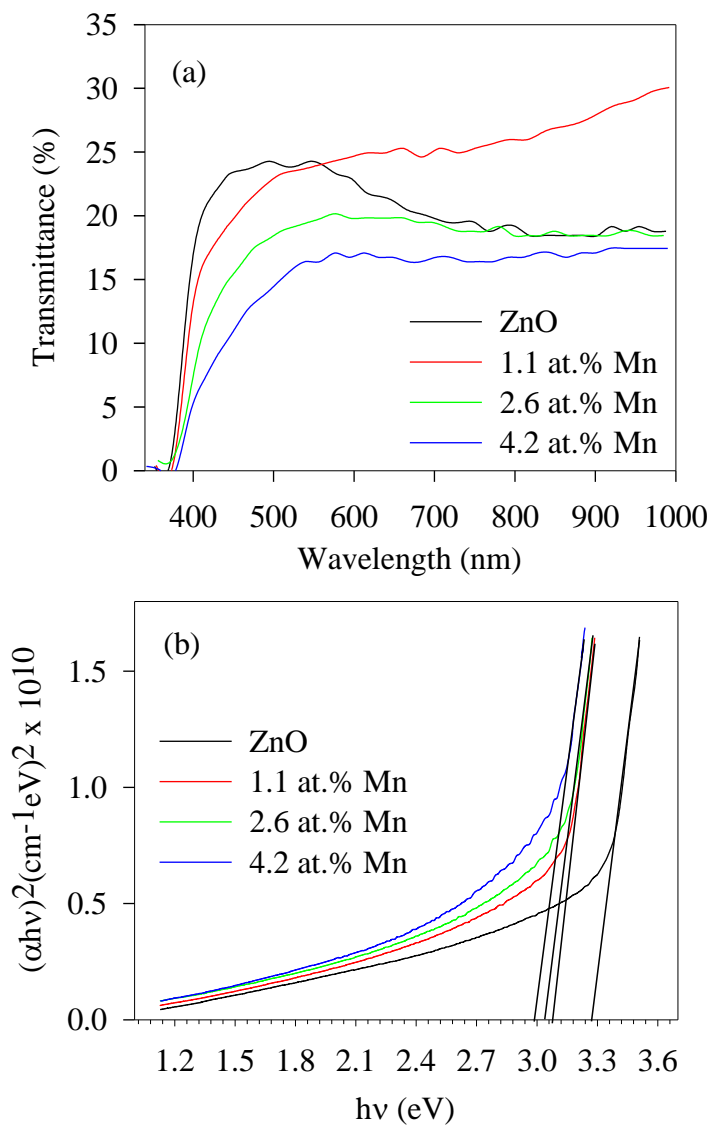 35
30
25
20
15
10
5
0
Transmittance (%)
(a)
ZnO
1.1 at.% Mn
2.6 at.% Mn
4.2 at.% Mn
400 500 600 700 800 900 1000
Wavelength (nm)
1.5
1.0
0.5
0.0
(αhν)2(cm-1eV)2 x 1010
(b)
ZnO
1.1 at.% Mn
2.6 at.% Mn
4.2 at.% Mn
1.2 1.5 1.8 2.1 2.4 2.7 3.0 3.3 3.6
hν (eV)